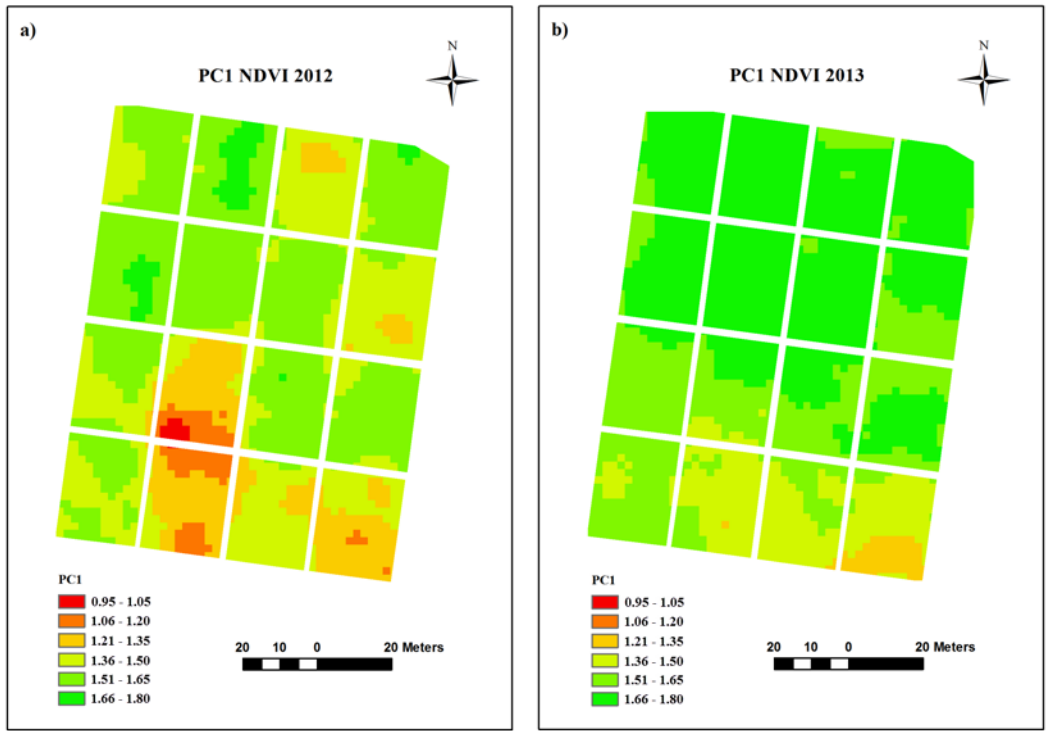 a)
N
PC1 NDVI 2012
PC1
0.95 - 1.05
1.06 - 1.20
1.21 - 1.35
1.36 - 1.50
1.51 - 1.65
1.66 - 1.80
20 10 0 20 Meters
b)
N
PC1 NDVI 2013
PC1
0.95 - 1.05
1.06 - 1.20
1.21 - 1.35
1.36 - 1.50
1.51 - 1.65
1.66 - 1.80
20 10 0 20 Meters